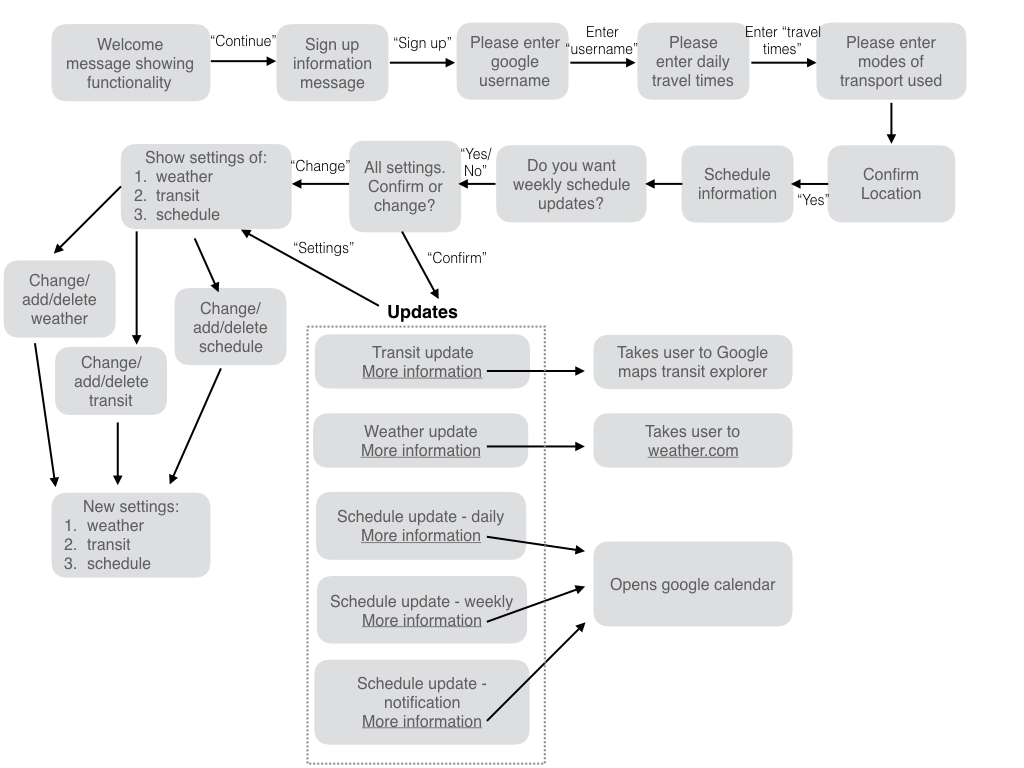 Welcome
message showing
functionality
“Continue”
Sign up
information
message
“Sign up”
Please enter
google
username
Enter
“username”
Please
enter daily
travel times
Enter “travel
times”
Please enter
modes of
transport used
Show settings of:
1. weather
2. transit
3. schedule
“Change”
All settings.
Confirm or
change?
“Yes/
No”
Do you want
weekly schedule
updates?
Schedule
information
“Yes”
Confirm
Location
“Settings”
“Confirm”
Change/
add/delete
weather
Change/
add/delete
schedule
Change/
add/delete
transit
New settings:
1. weather
2. transit
3. schedule
Updates
Transit update
More information
Takes user to Google
maps transit explorer
Weather update
More information
Takes user to
weather.com
Schedule update - daily
More information
Schedule update - weekly
More information
Opens google calendar
Schedule update -
notification
More information